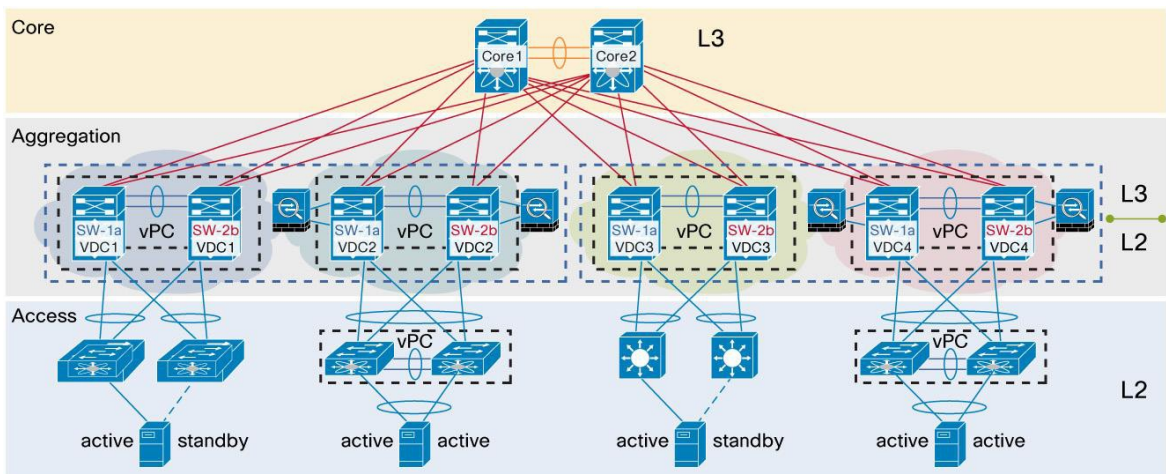 Core
Core1
Core2
L3
Aggregation
SW-1a
VDC1
vPC
SW-2b
VDC1
SW-1a
VDC2
vPC
SW-2b
VDC2
SW-1a
VDC3
vPC
SW-2b
VDC3
SW-1a
VDC4
vPC
SW-2b
VDC4
L3
L2
Access
vPC
vPC
L2
active
standby
active
active
active
standby
active
active